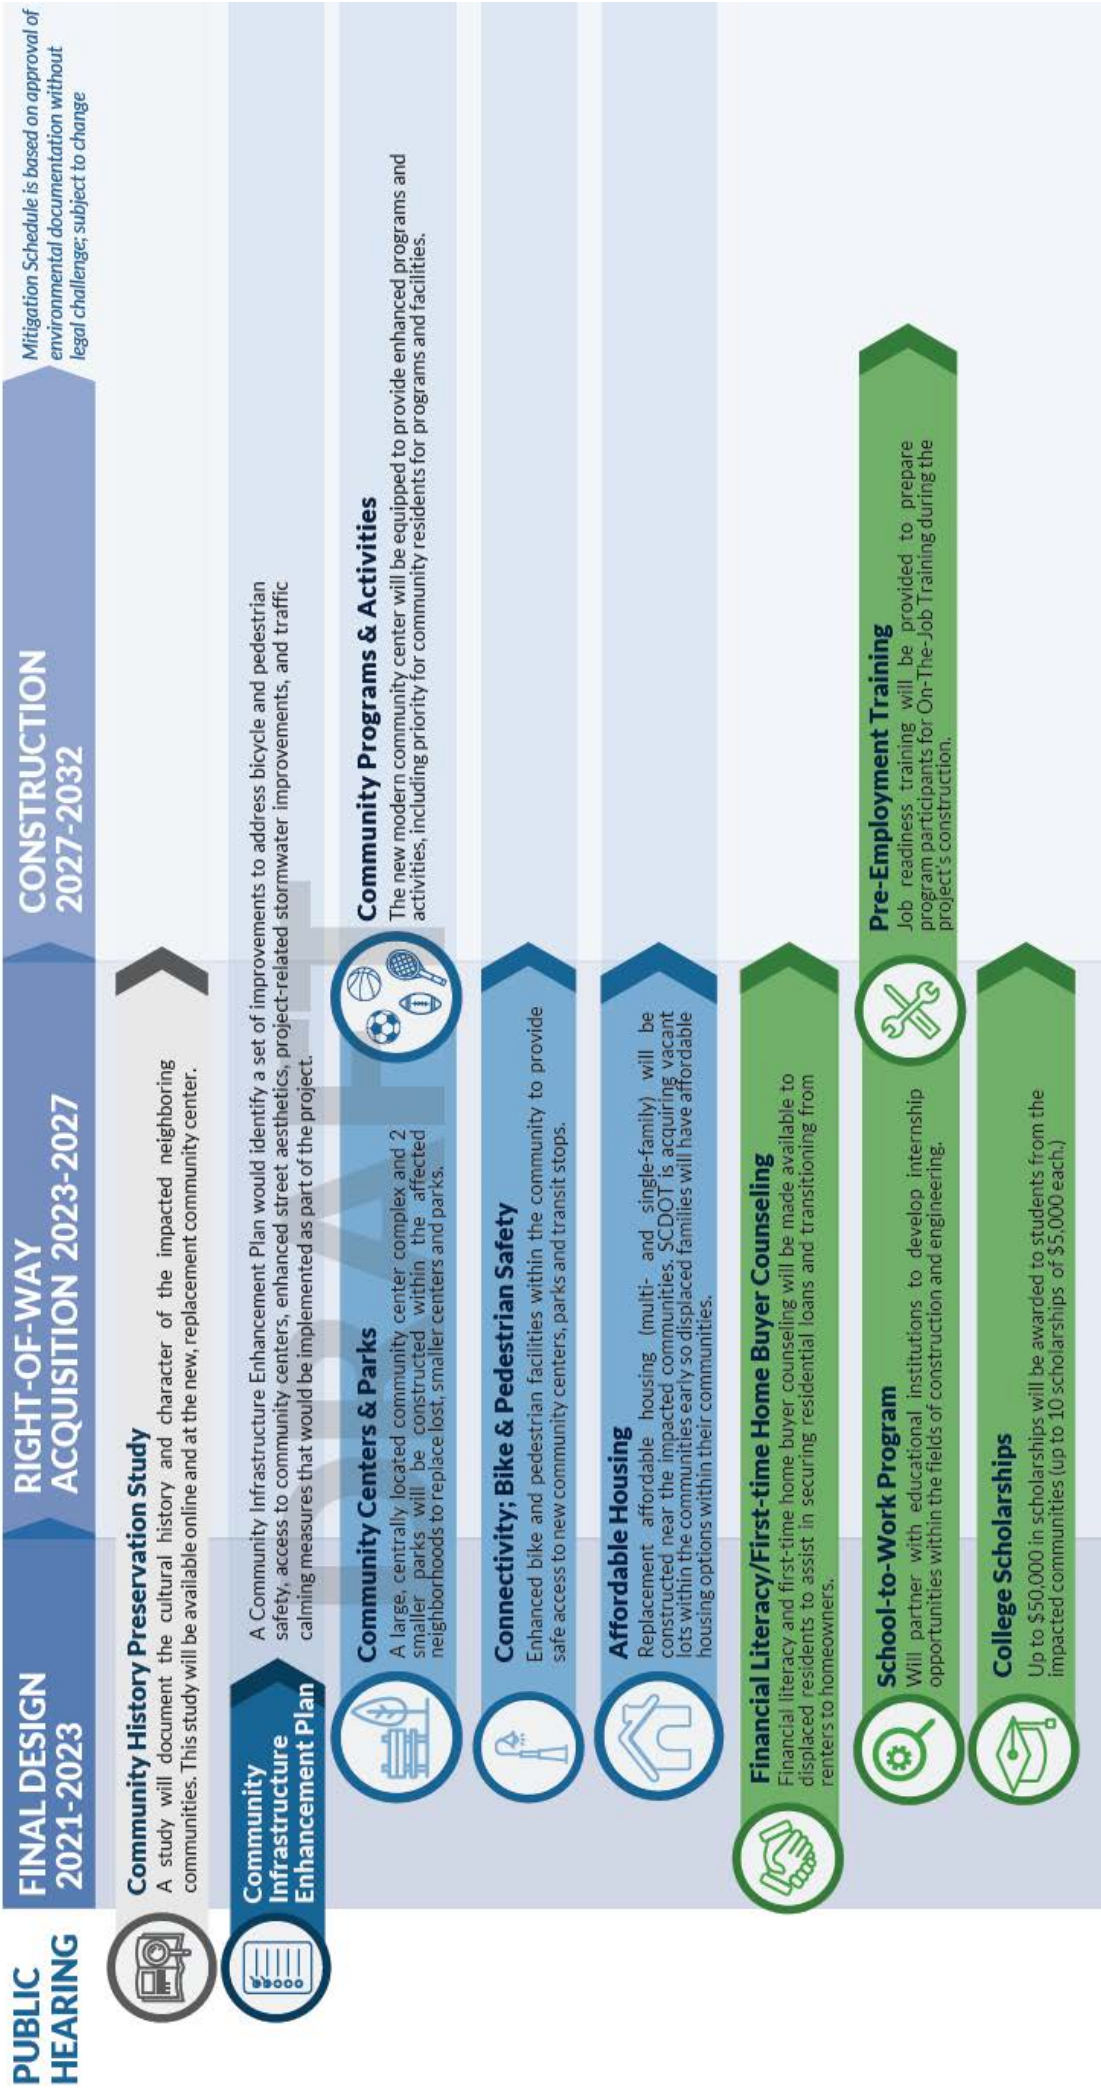 PUBLIC
HEARING
FINAL DESIGN
2021-2023
RIGHT-OF-WAY
ACQUISITION 2023-2027
CONSTRUCTION
2027-2032
Mitigation Schedule is based on approval of
environmental documentation without
legal challenge; subject to change
Community History Preservation Study
A study will document the cultural history and character of the impacted neighboring
communities. This study will be available online and at the new, replacement community center.
Community
Infrastructure
Enhancement Plan
A Community Infrastructure Enhancement Plan would identify a set of improvements to address bicycle and pedestrian
safety, access to community centers, enhanced street aesthetics, project-related stormwater improvements, and traffic
calming measures that would be implemented as part of the project.
DRAFT
Community Centers & Parks
A large, centrally located community center complex and 2
smaller parks will be constructed within the affected
neighborhoods to replace lost, smaller centers and parks.
Community Programs & Activities
The new modern community center will be equipped to provide enhanced programs and
activities, including priority for community residents for programs and facilities.
Connectivity; Bike & Pedestrian Safety
Enhanced bike and pedestrian facilities within the community to provide
safe access to new community centers, parks and transit stops.
Affordable Housing
Replacement affordable housing (multi- and single-family) will be
constructed near the impacted communities. SCDOT is acquiring vacant
lots within the communities early so displaced families will have affordable
housing options within their communities.
Financial Literacy/First-time Home Buyer Counseling
Financial literacy and first-time home buyer counseling will be made available to
displaced residents to assist in securing residential loans and transitioning from
renters to homeowners.
School-to-Work Program
Will partner with educational institutions to develop internship
opportunities within the fields of construction and engineering.
Pre-Employment Training
Job readiness training will be provided to prepare
program participants for On-The-Job Training during the
project's construction.
College Scholarships
Up to $50,000 in scholarships will be awarded to students from the
impacted communities (up to 10 scholarships of $5,000 each.)